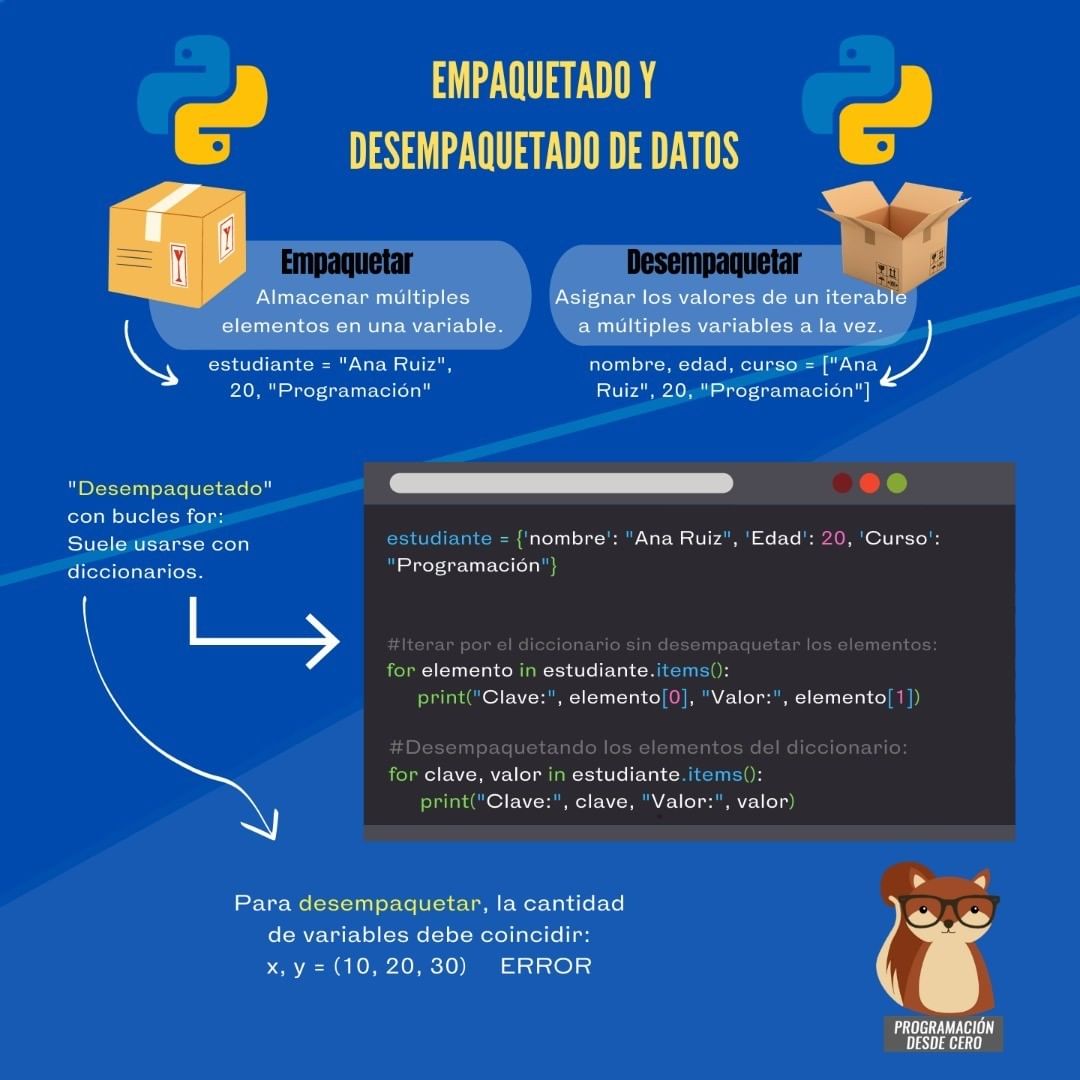 EMPAQUETADO Y
DESEMPAQUETADO DE DATOS
Empaquetar
Almacenar múltiples
elementos en una variable.
estudiante = "Ana Ruiz",
20, "Programación"
Desempaquetar
Asignar los valores de un iterable
a múltiples variables a la vez.
nombre, edad, curso = ["Ana
Ruiz", 20, "Programación"]
"Desempaquetado"
con bucles for:
Suele usarse con
diccionarios.
estudiante = {'nombre': "Ana Ruiz", 'Edad': 20, 'Curso':
"Programación"}
#Iterar por el diccionario sin desempaquetar los elementos:
for elemento in estudiante.items():
print("Clave:", elemento[0], "Valor:", elemento[1])
#Desempaquetando los elementos del diccionario:
for clave, valor in estudiante.items():
print("Clave:", clave, "Valor:", valor)
Para desempaquetar, la cantidad
de variables debe coincidir:
x, y = (10, 20, 30) ERROR
PROGRAMACIÓN
DESDE CERO